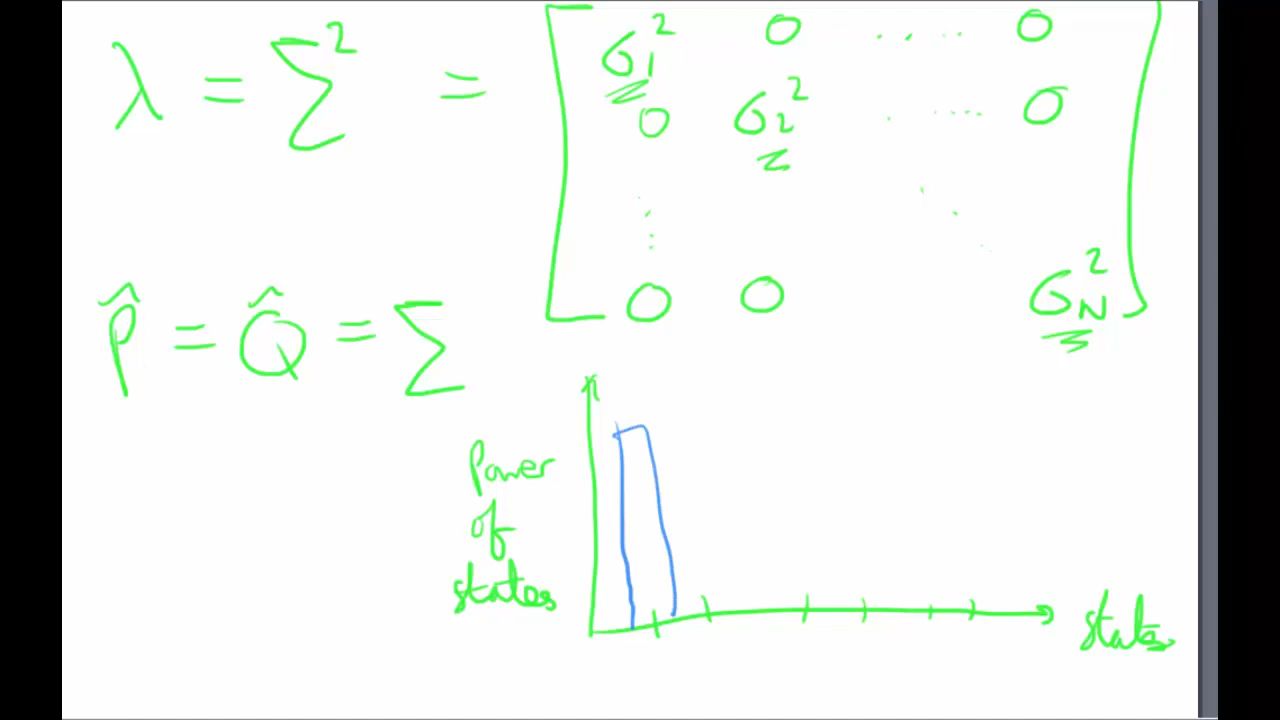 λ = Σ² = [ σ₁² 0 ..... 0
0 σ₂² ..... 0
⋮ ⋱
0 0 σ_N² ]
P̂ = Q̂ = Σ
Power
of
states
states